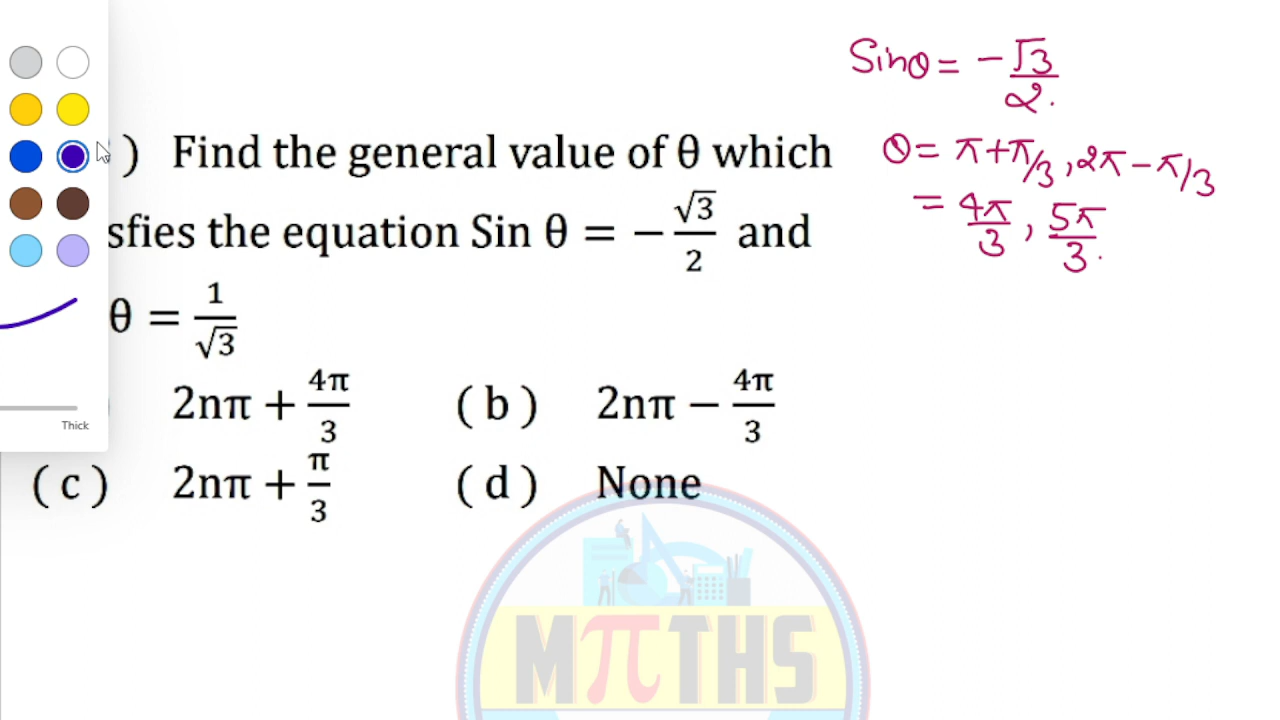 Sinθ = -√3/2.
) Find the general value of θ which
θ = π+π/3, 2π-π/3
sfies the equation Sin θ = −√3/2 and
= 4π/3, 5π/3.
θ = 1/√3
2nπ + 4π/3 ( b ) 2nπ − 4π/3
Thick
( c ) 2nπ + π/3 ( d ) None
MπTHS